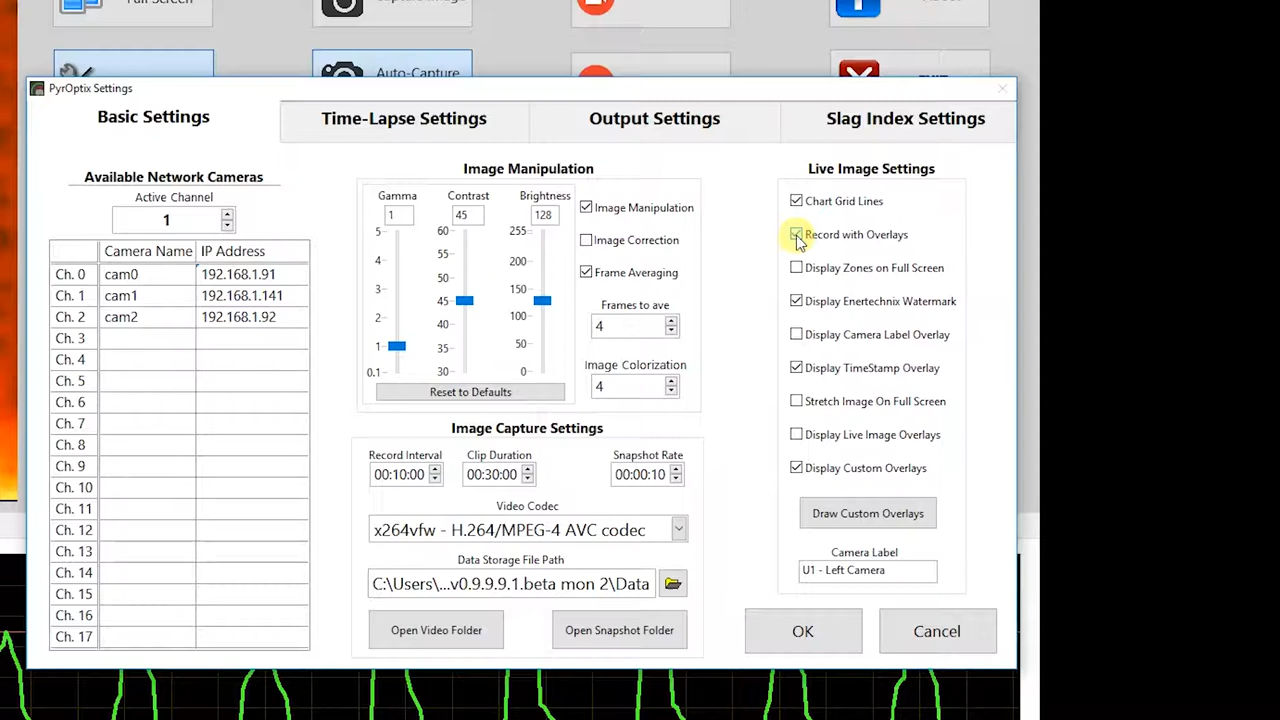 Full Screen
Capture Image
Auto-Capture
PyrOptix Settings
Basic Settings
Time-Lapse Settings
Output Settings
Slag Index Settings
Available Network Cameras
Active Channel
1
Camera Name IP Address
Ch. 0 cam0 192.168.1.91
Ch. 1 cam1 192.168.1.141
Ch. 2 cam2 192.168.1.92
Ch. 3
Ch. 4
Ch. 5
Ch. 6
Ch. 7
Ch. 8
Ch. 9
Ch. 10
Ch. 11
Ch. 12
Ch. 13
Ch. 14
Ch. 15
Ch. 16
Ch. 17
Image Manipulation
Gamma Contrast Brightness
1 45 128
5 60 255
55
4 200
50
3 150
45
2 100
40
1 35 50
0.1 30 0
Reset to Defaults
Image Manipulation
Image Correction
Frame Averaging
Frames to ave
4
Image Colorization
4
Image Capture Settings
Record Interval Clip Duration Snapshot Rate
00:10:00 00:30:00 00:00:10
Video Codec
x264vfw - H.264/MPEG-4 AVC codec
Data Storage File Path
C:\Users\...v0.9.9.9.1.beta mon 2\Data
Open Video Folder
Open Snapshot Folder
Live Image Settings
Chart Grid Lines
Record with Overlays
Display Zones on Full Screen
Display Enertechnix Watermark
Display Camera Label Overlay
Display TimeStamp Overlay
Stretch Image On Full Screen
Display Live Image Overlays
Display Custom Overlays
Draw Custom Overlays
Camera Label
U1 - Left Camera
OK
Cancel